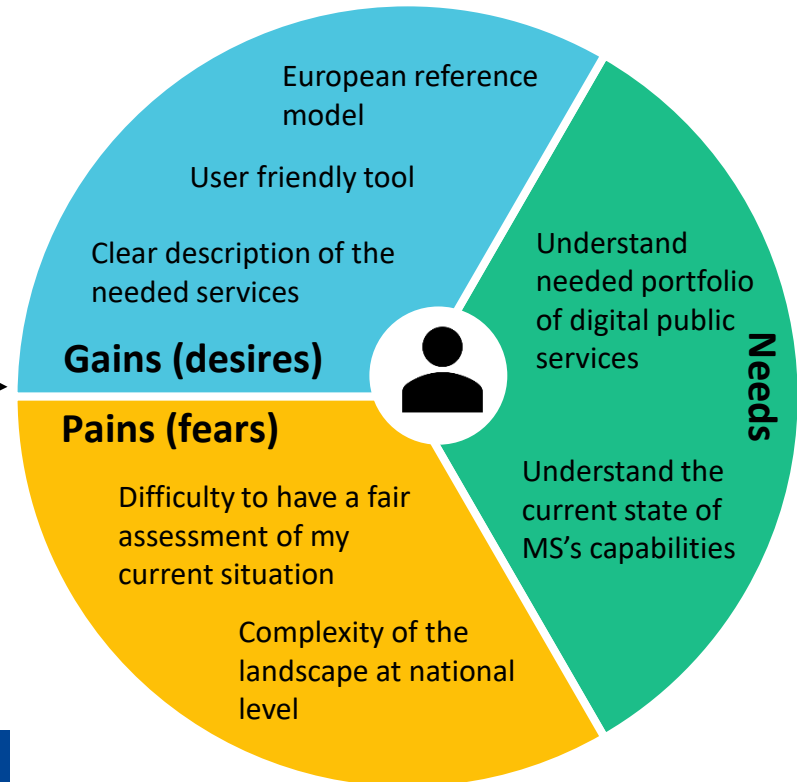 European reference
model
User friendly tool
Clear description of the
needed services
Gains (desires)
Pains (fears)
Difficulty to have a fair
assessment of my
current situation
Complexity of the
landscape at national
level
Understand
needed portfolio
of digital public
services
Needs
Understand the
current state of
MS's capabilities